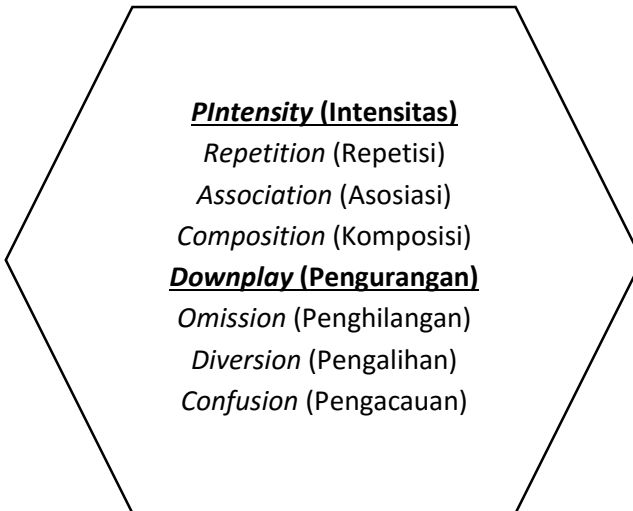 PIntensity (Intensitas)
Repetition (Repetisi)
Association (Asosiasi)
Composition (Komposisi)
Downplay (Pengurangan)
Omission (Penghilangan)
Diversion (Pengalihan)
Confusion (Pengacauan)